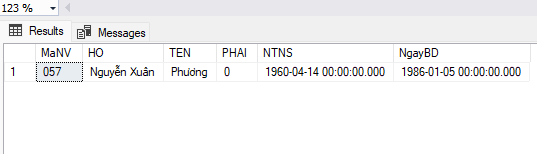 123 %
Results Messages
MaNV HO TEN PHAI NTNS NgayBD
1 057 Nguyễn Xuân Phương 0 1960-04-14 00:00:00.000 1986-01-05 00:00:00.000